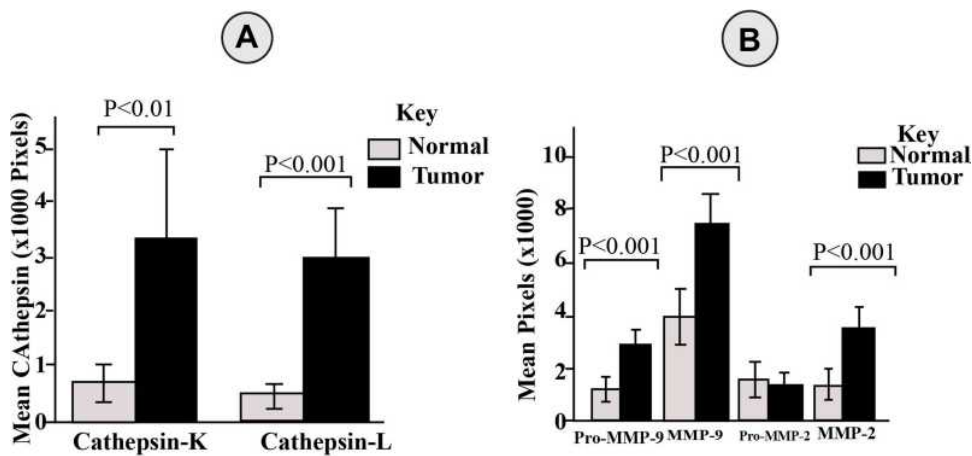 A
Mean CAthepsin (x1000 Pixels)
5
4
3
2
1
0
P<0.01
P<0.001
Key
Normal
Tumor
Cathepsin-K
Cathepsin-L
B
Mean Pixels (x1000)
10
8
6
4
2
0
P<0.001
P<0.001
P<0.001
Key
Normal
Tumor
Pro-MMP-9
MMP-9
Pro-MMP-2
MMP-2